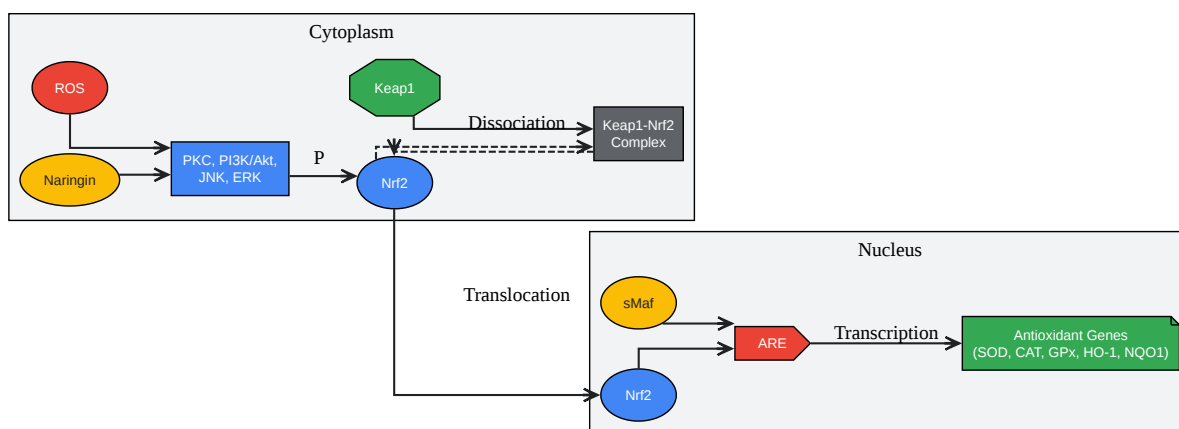 Cytoplasm
ROS
Keap1
Dissociation
Keap1-Nrf2
Complex
Naringin
PKC, PI3K/Akt,
JNK, ERK
P
Nrf2
Nucleus
Translocation
sMaf
ARE
Transcription
Antioxidant Genes
(SOD, CAT, GPx, HO-1, NQO1)
Nrf2